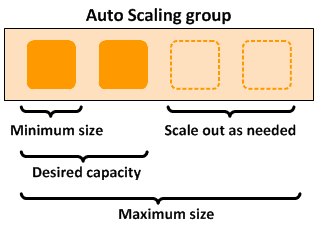 Auto Scaling group
Minimum size
Scale out as needed
Desired capacity
Maximum size